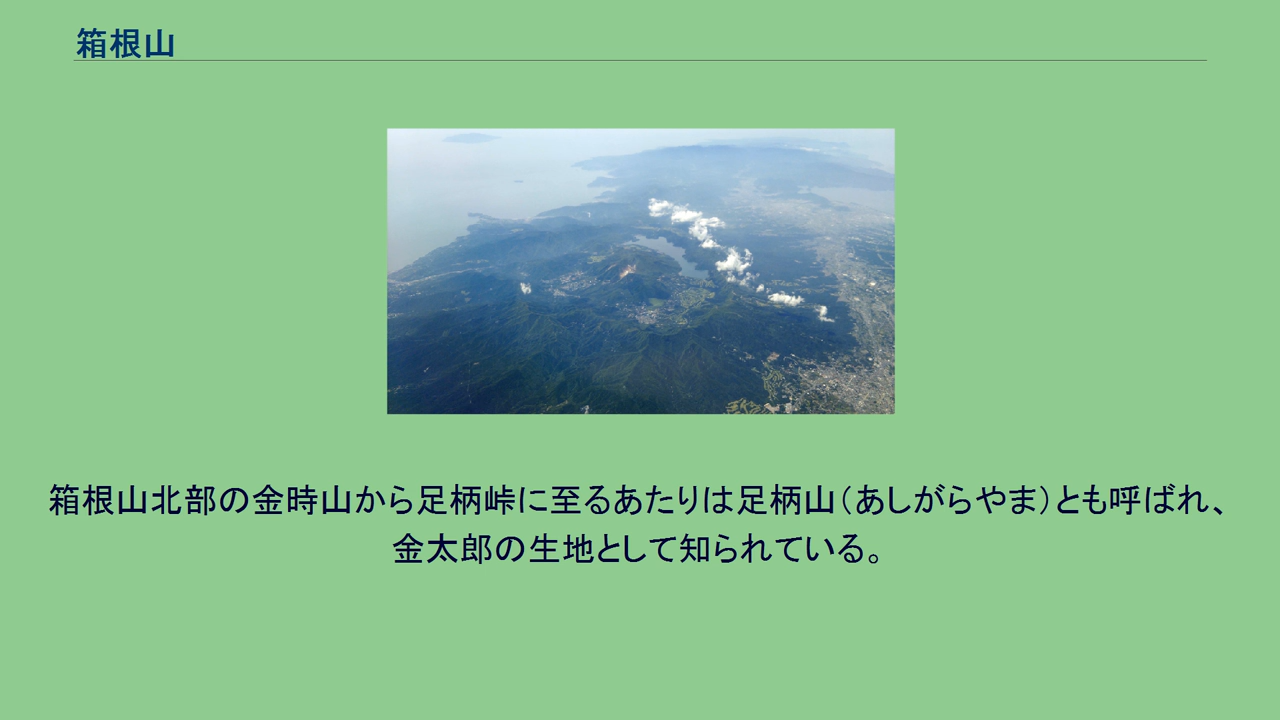 箱根山
箱根山北部の金時山から足柄峠に至るあたりは足柄山（あしがらやま）とも呼ばれ、
金太郎の生地として知られている。